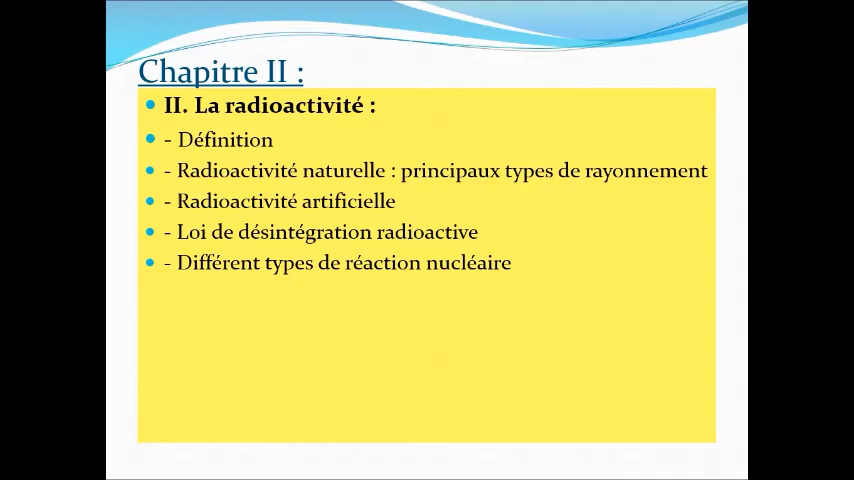 Chapitre II :
• II. La radioactivité :
• - Définition
• - Radioactivité naturelle : principaux types de rayonnement
• - Radioactivité artificielle
• - Loi de désintégration radioactive
• - Différent types de réaction nucléaire